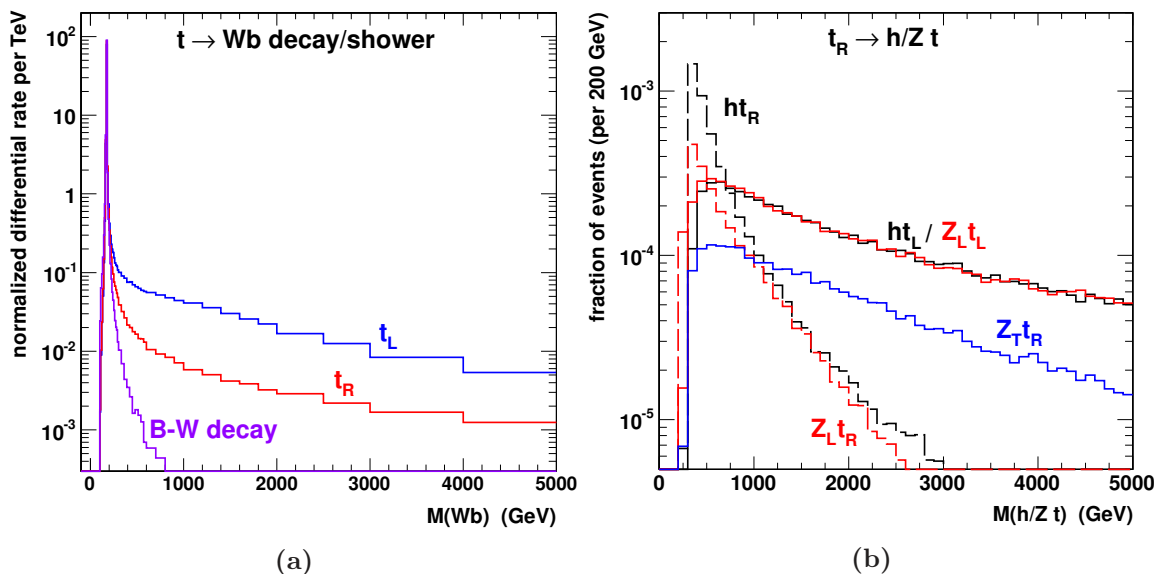 t → Wb decay/shower
normalized differential rate per TeV
10²
10
1
10⁻¹
10⁻²
10⁻³
t_L
t_R
B-W decay
0 1000 2000 3000 4000 5000
M(Wb) (GeV)
(a)
t_R → h/Z t
fraction of events (per 200 GeV)
10⁻³
10⁻⁴
10⁻⁵
ht_R
ht_L / Z_L t_L
Z_T t_R
Z_L t_R
0 1000 2000 3000 4000 5000
M(h/Z t) (GeV)
(b)